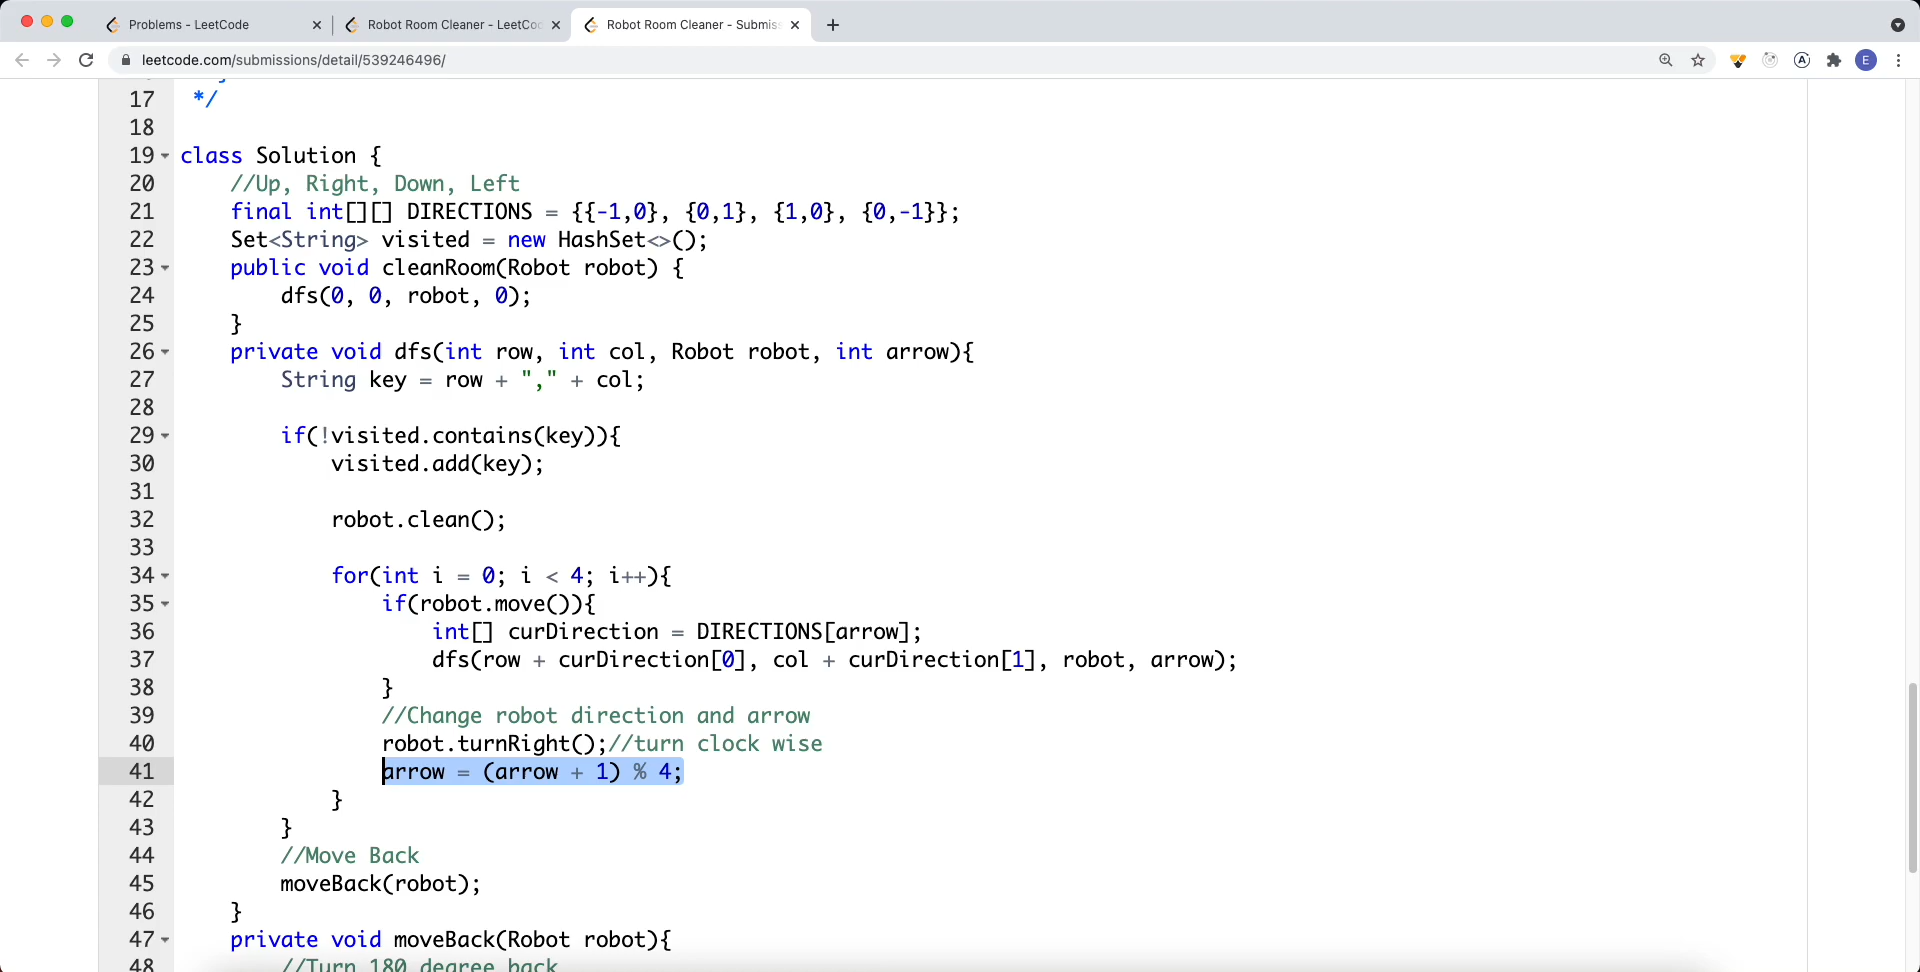 Problems - LeetCode
Robot Room Cleaner - LeetCo
Robot Room Cleaner - Submis
leetcode.com/submissions/detail/539246496/
E
17 */
18
19 class Solution {
20 //Up, Right, Down, Left
21 final int[][] DIRECTIONS = {{-1,0}, {0,1}, {1,0}, {0,-1}};
22 Set<String> visited = new HashSet<>();
23 public void cleanRoom(Robot robot) {
24 dfs(0, 0, robot, 0);
25 }
26 private void dfs(int row, int col, Robot robot, int arrow){
27 String key = row + "," + col;
28
29 if(!visited.contains(key)){
30 visited.add(key);
31
32 robot.clean();
33
34 for(int i = 0; i < 4; i++){
35 if(robot.move()){
36 int[] curDirection = DIRECTIONS[arrow];
37 dfs(row + curDirection[0], col + curDirection[1], robot, arrow);
38 }
39 //Change robot direction and arrow
40 robot.turnRight();//turn clock wise
41 arrow = (arrow + 1) % 4;
42 }
43 }
44 //Move Back
45 moveBack(robot);
46 }
47 private void moveBack(Robot robot){
48 //Turn 180 degree back